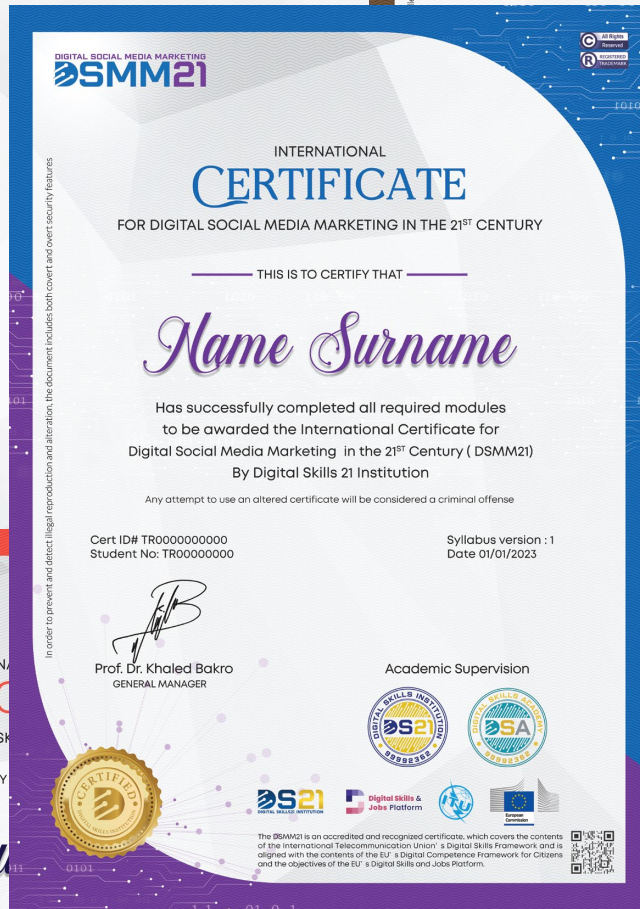 DIGITAL SOCIAL MEDIA MARKETING
DSMM21
C All Rights
Reserved
R REGISTERED
TRADEMARK
INTERNATIONAL
CERTIFICATE
FOR DIGITAL SOCIAL MEDIA MARKETING IN THE 21ST CENTURY
THIS IS TO CERTIFY THAT
Name Surname
Has successfully completed all required modules
to be awarded the International Certificate for
Digital Social Media Marketing in the 21ST Century ( DSMM21)
By Digital Skills 21 Institution
Any attempt to use an altered certificate will be considered a criminal offense
In order to prevent and detect illegal reproduction and alteration, the document includes both covert and overt security features
Cert ID# TR0000000000
Student No: TR00000000
Syllabus version : 1
Date 01/01/2023
Prof. Dr. Khaled Bakro
GENERAL MANAGER
Academic Supervision
DIGITAL SKILLS INSTITUTION
DS21
98992362
DIGITAL SKILLS ACADEMY
DSA
98992362
CERTIFIED
DIGITAL SKILLS INSTITUTION
DS21
DIGITAL SKILLS21 INSTITUTION
Digital Skills &
Jobs Platform
ITU
European
Commission
The DSMM21 is an accredited and recognized certificate, which covers the contents
of the International Telecommunication Union' s Digital Skills Framework and is
aligned with the contents of the EU' s Digital Competence Framework for Citizens
and the objectives of the EU' s Digital Skills and Jobs Platform.